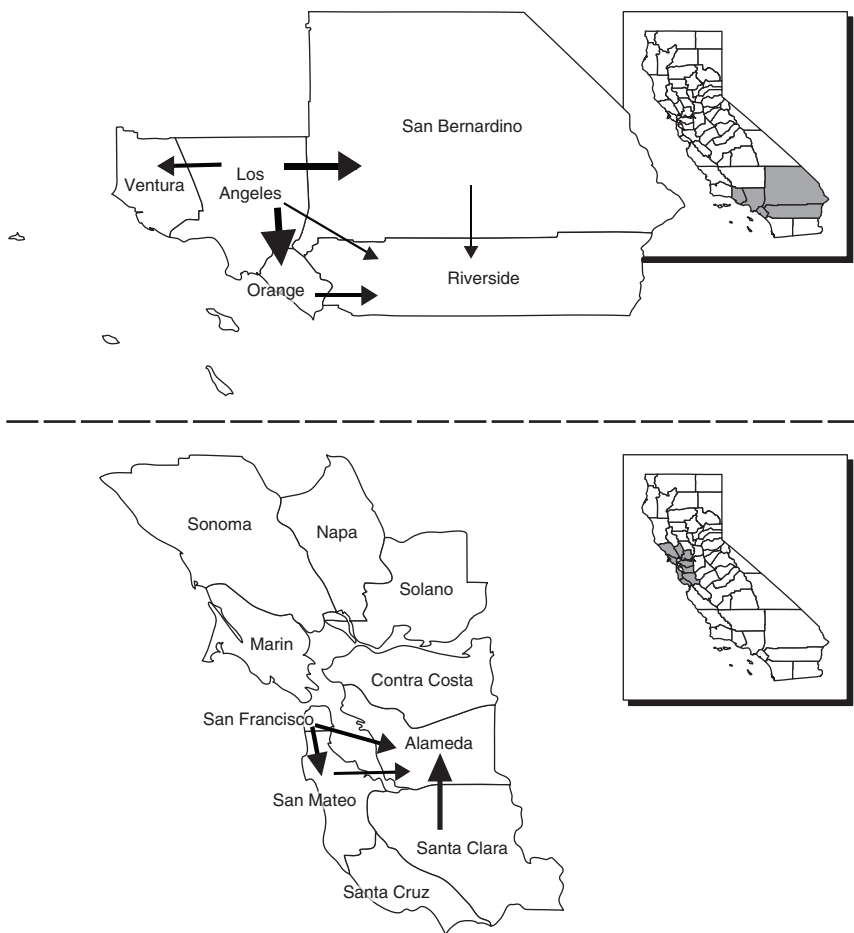 San Bernardino
Ventura
Los
Angeles
Riverside
Orange
Sonoma
Napa
Solano
Marin
Contra Costa
San Francisco
Alameda
San Mateo
Santa Clara
Santa Cruz